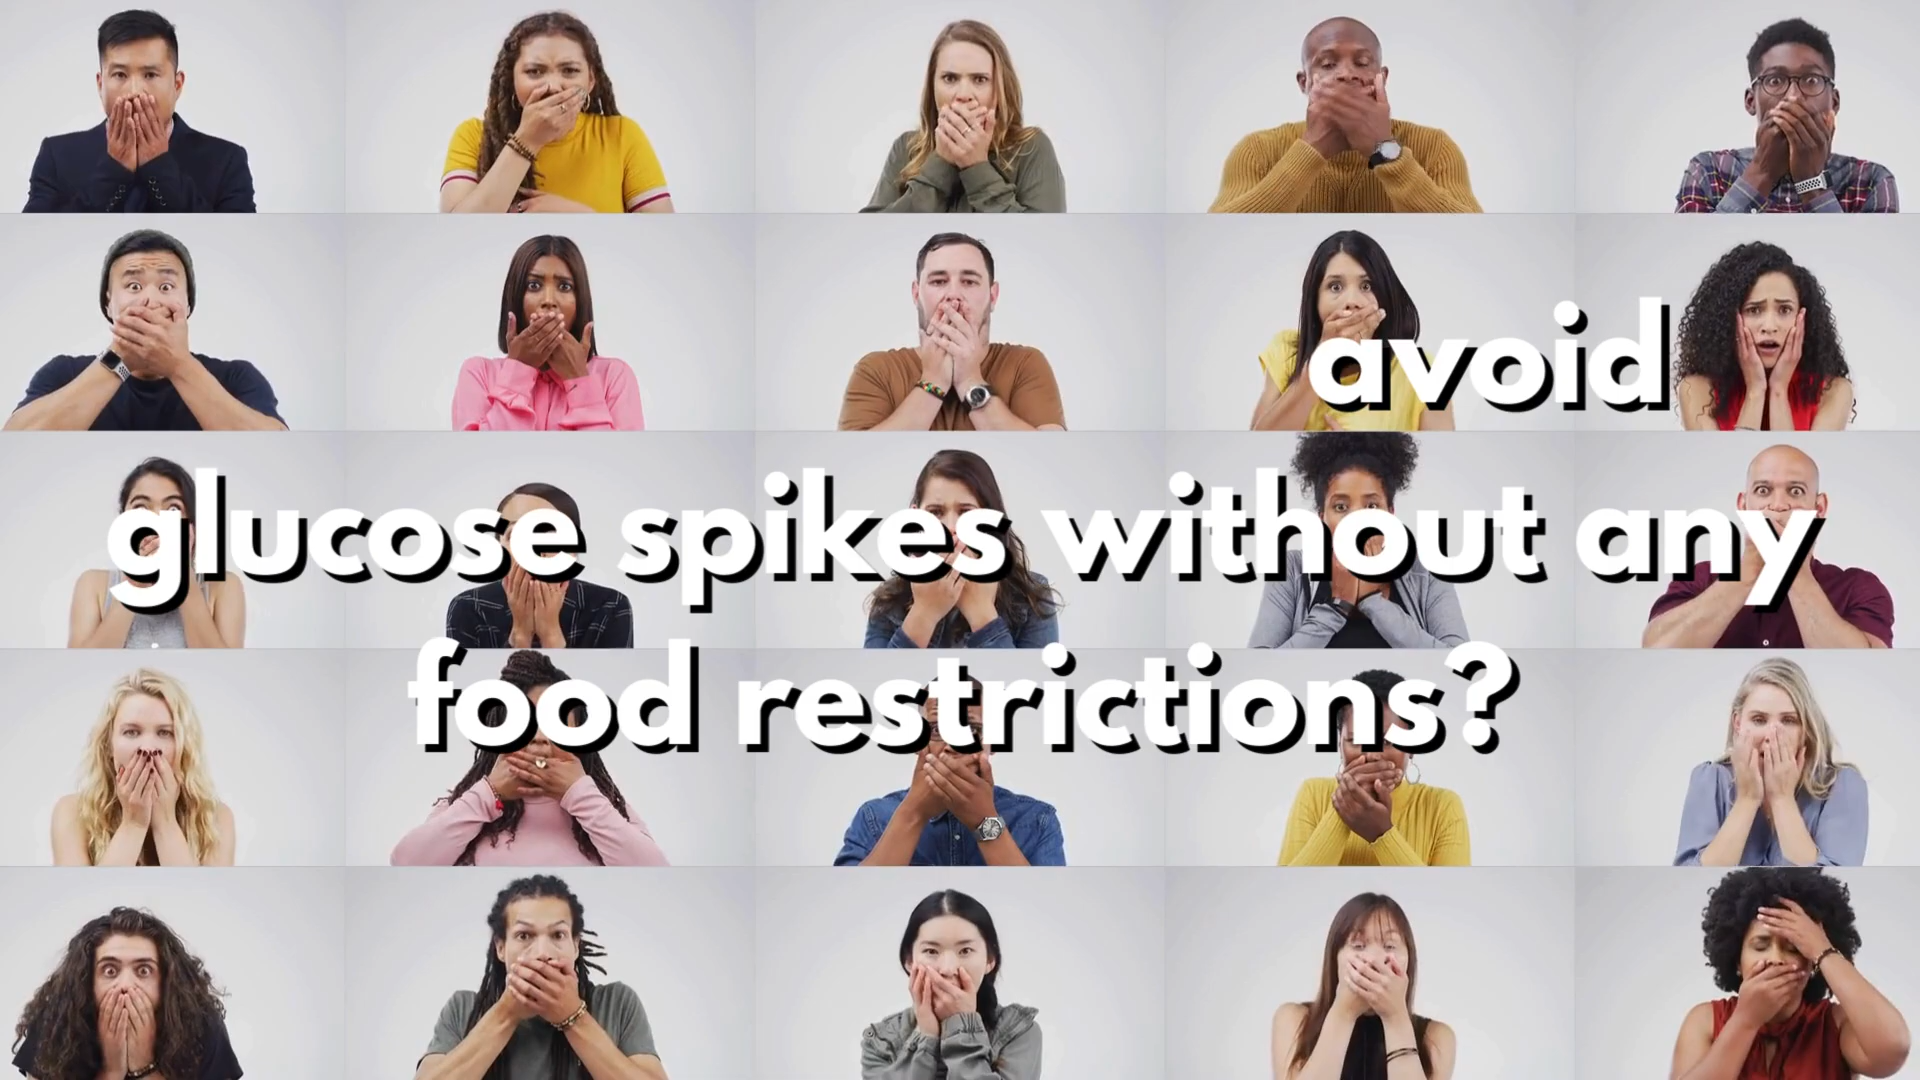 avoid
glucose spikes without any
food restrictions?